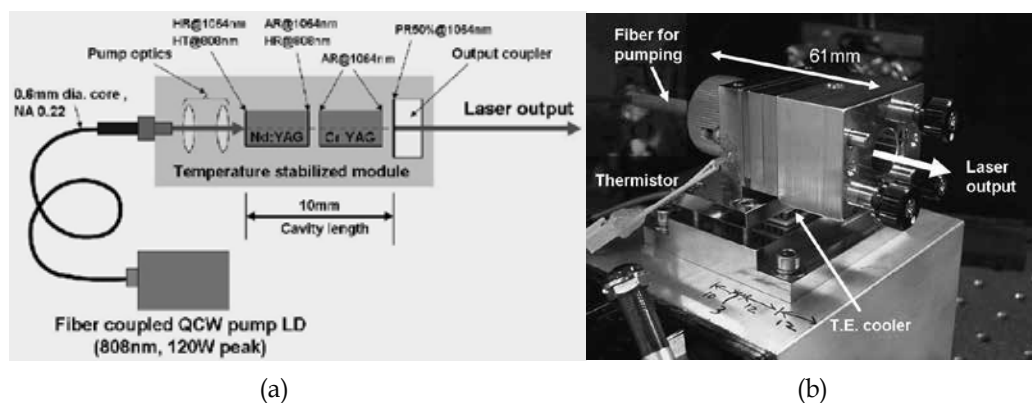 HR@1064nm
HT@808nm
AR@1064nm
HR@808nm
PR50%@1064nm
Pump optics
AR@1064nm
Output coupler
0.6mm dia. core ,
NA 0.22
Laser output
Nd:YAG
Cr:YAG
Temperature stabilized module
10mm
Cavity length
Fiber coupled QCW pump LD
(808nm, 120W peak)
(a)
Fiber for
pumping
61mm
Thermistor
Laser
output
T.E. cooler
(b)